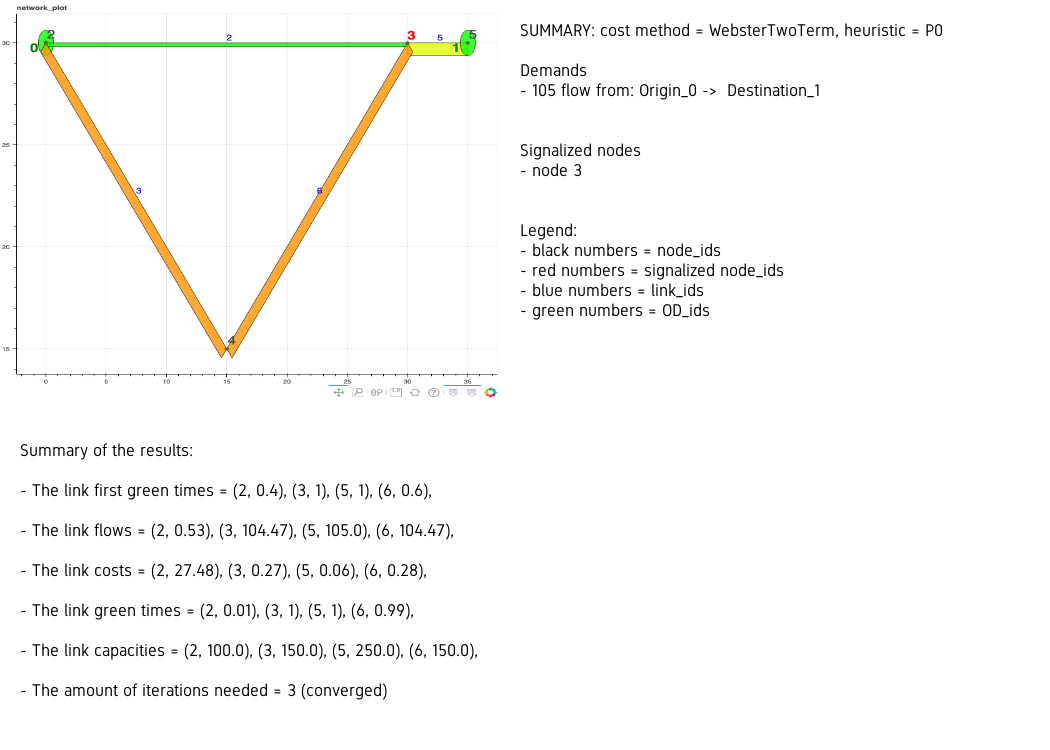 network_plot
30
25
20
15
0
5
10
15
20
25
30
35
0
2
2
3
5
1
5
3
6
4
SUMMARY: cost method = WebsterTwoTerm, heuristic = P0
Demands
- 105 flow from: Origin_0 -> Destination_1
Signalized nodes
- node 3
Legend:
- black numbers = node_ids
- red numbers = signalized node_ids
- blue numbers = link_ids
- green numbers = OD_ids
Summary of the results:
- The link first green times = (2, 0.4), (3, 1), (5, 1), (6, 0.6),
- The link flows = (2, 0.53), (3, 104.47), (5, 105.0), (6, 104.47),
- The link costs = (2, 27.48), (3, 0.27), (5, 0.06), (6, 0.28),
- The link green times = (2, 0.01), (3, 1), (5, 1), (6, 0.99),
- The link capacities = (2, 100.0), (3, 150.0), (5, 250.0), (6, 150.0),
- The amount of iterations needed = 3 (converged)